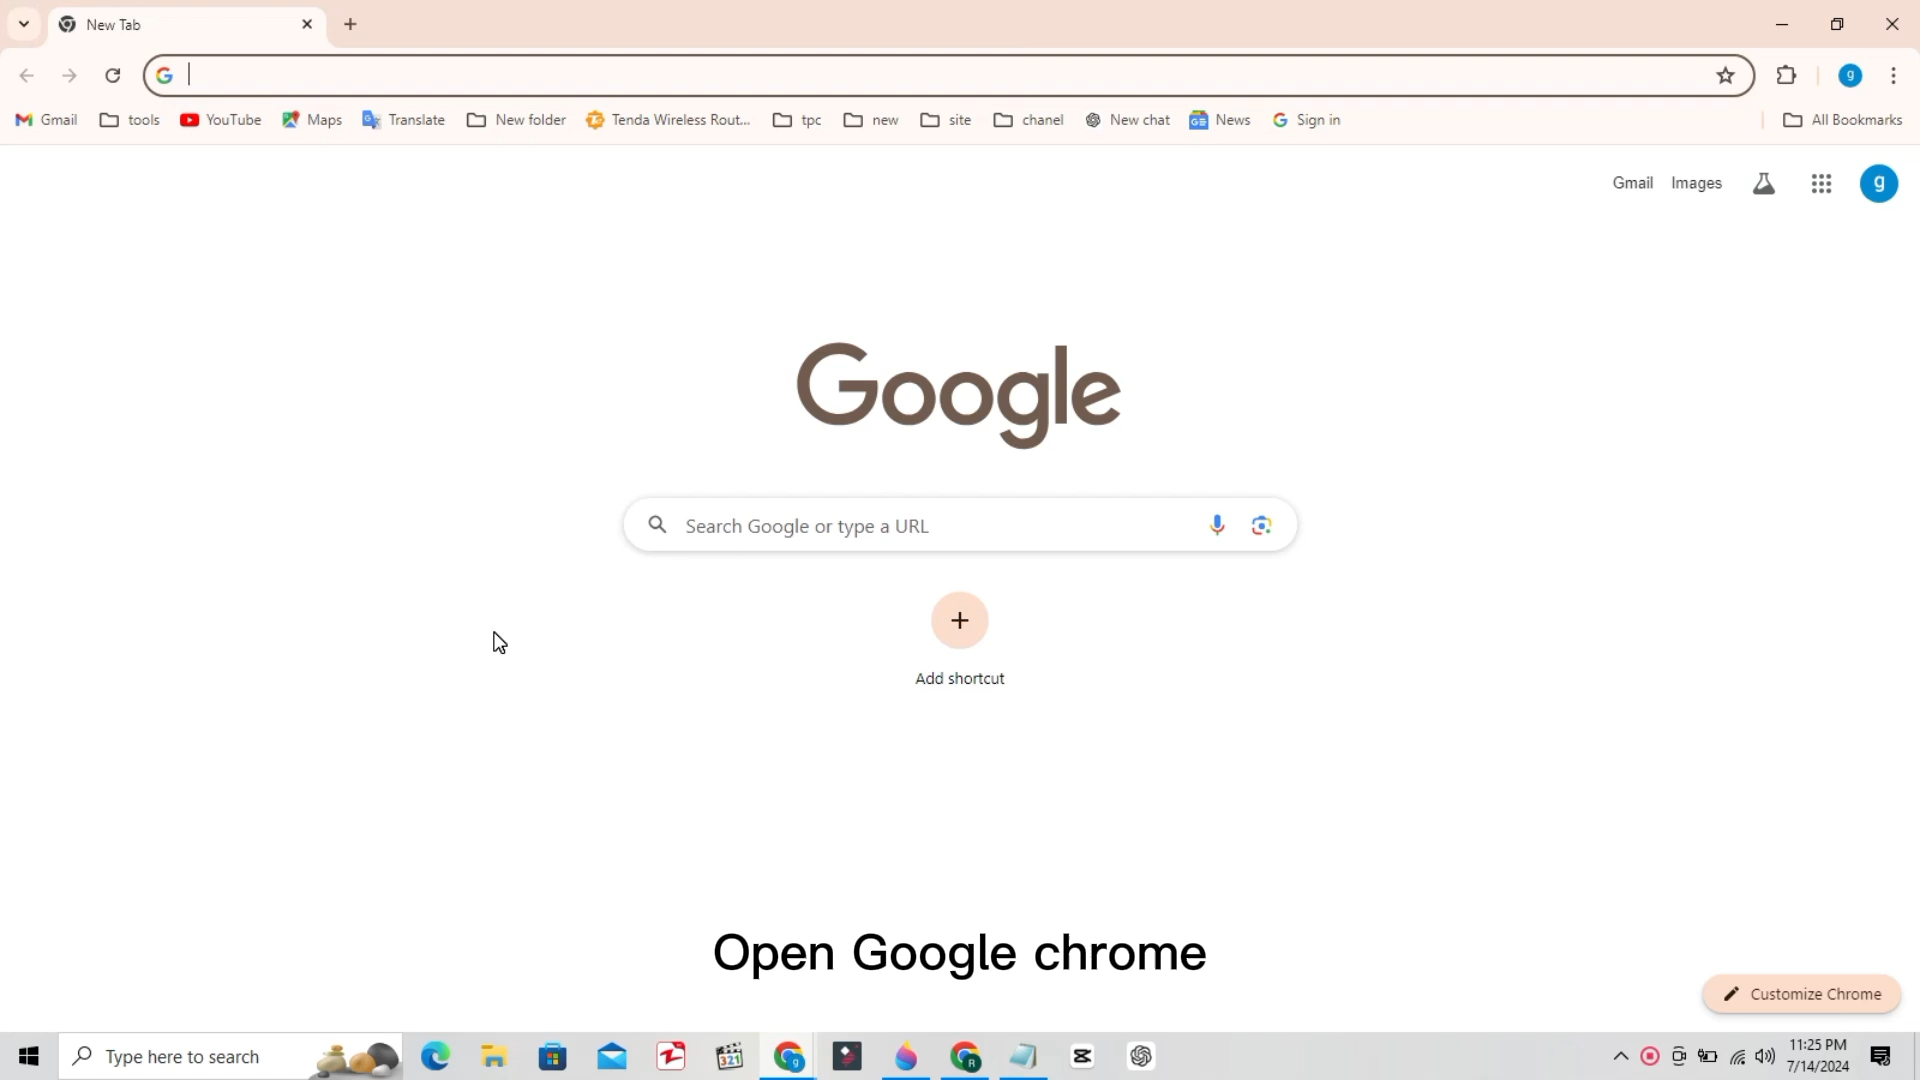 New Tab
Gmail
tools
YouTube
Maps
Translate
New folder
Tenda Wireless Rout...
tpc
new
site
chanel
New chat
News
Sign in
All Bookmarks
Gmail
Images
g
g
Google
Search Google or type a URL
Add shortcut
Open Google chrome
Customize Chrome
Type here to search
321
g
R
11:25 PM
7/14/2024